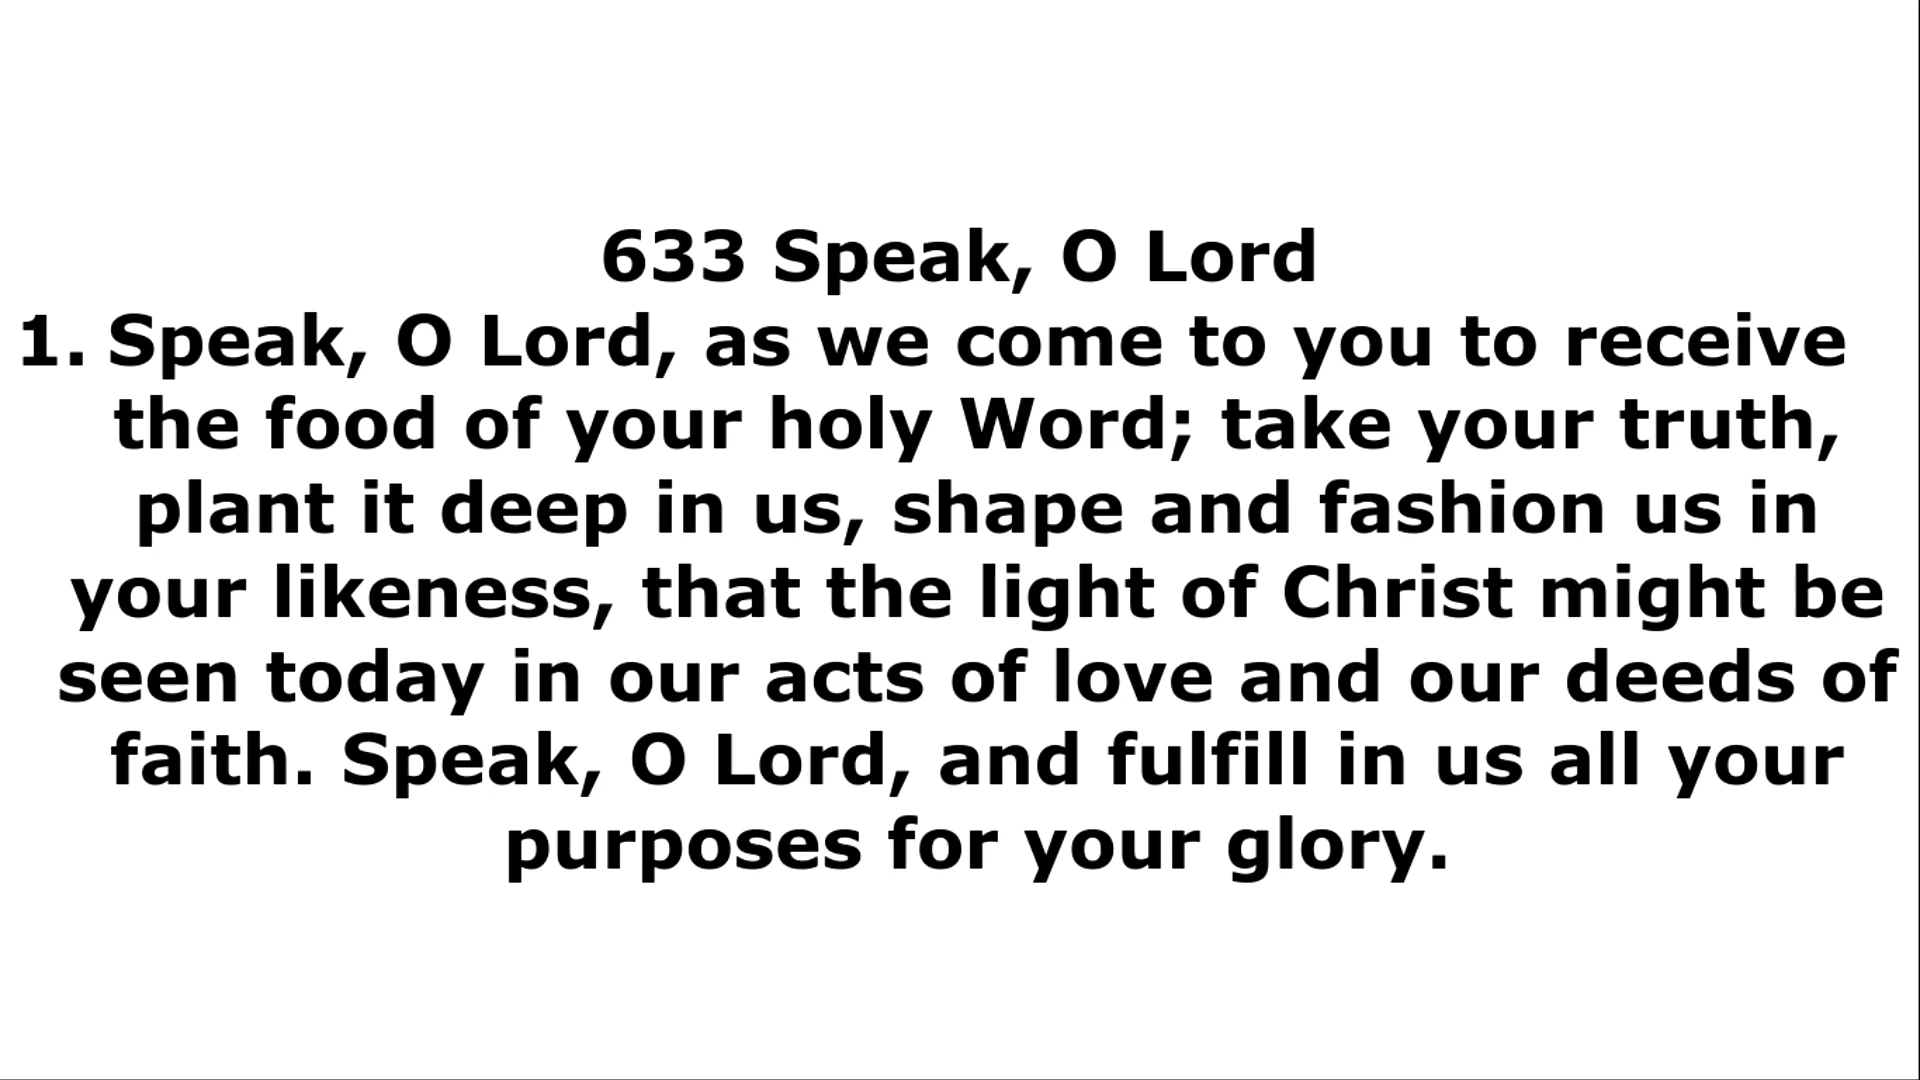 633 Speak, O Lord
1. Speak, O Lord, as we come to you to receive
the food of your holy Word; take your truth,
plant it deep in us, shape and fashion us in
your likeness, that the light of Christ might be
seen today in our acts of love and our deeds of
faith. Speak, O Lord, and fulfill in us all your
purposes for your glory.